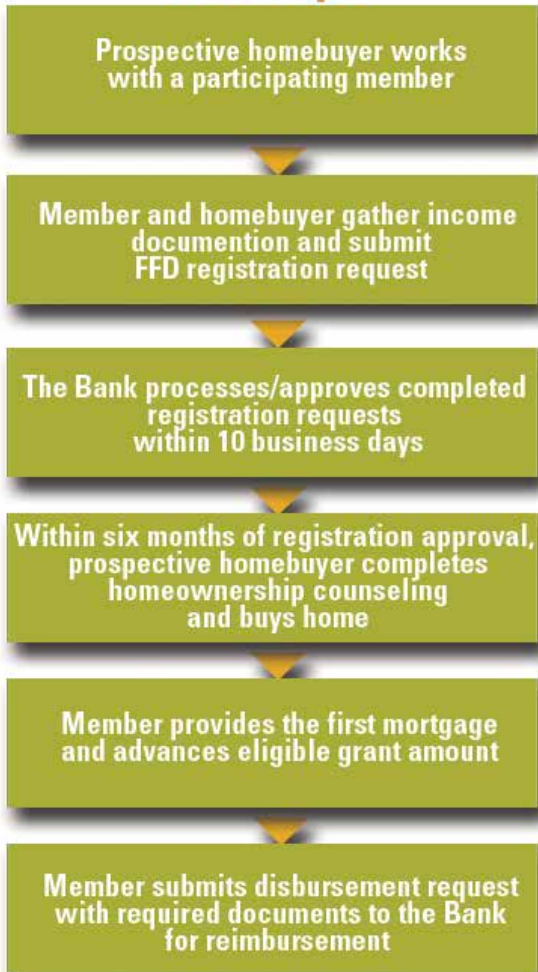 Prospective homebuyer works
with a participating member
Member and homebuyer gather income
documention and submit
FFD registration request
The Bank processes/approves completed
registration requests
within 10 business days
Within six months of registration approval,
prospective homebuyer completes
homeownership counseling
and buys home
Member provides the first mortgage
and advances eligible grant amount
Member submits disbursement request
with required documents to the Bank
for reimbursement